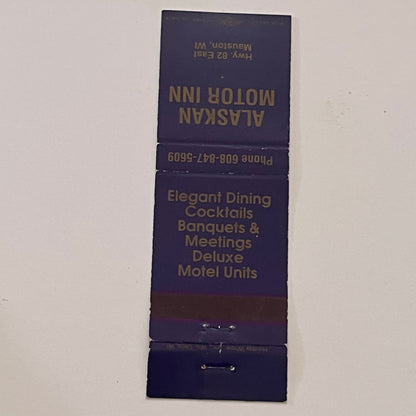 ALASKAN
MOTOR INN
Hwy. 82 East
Mauston, WI
Phone 608-847-5609
Elegant Dining
Cocktails
Banquets &
Meetings
Deluxe
Motel Units